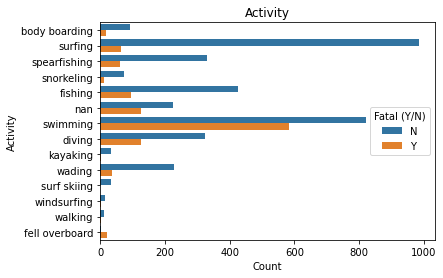 Activity
body boarding
surfing
spearfishing
snorkeling
fishing
nan
swimming
diving
kayaking
wading
surf skiing
windsurfing
walking
fell overboard
Activity
Fatal (Y/N)
N
Y
0 200 400 600 800 1000
Count